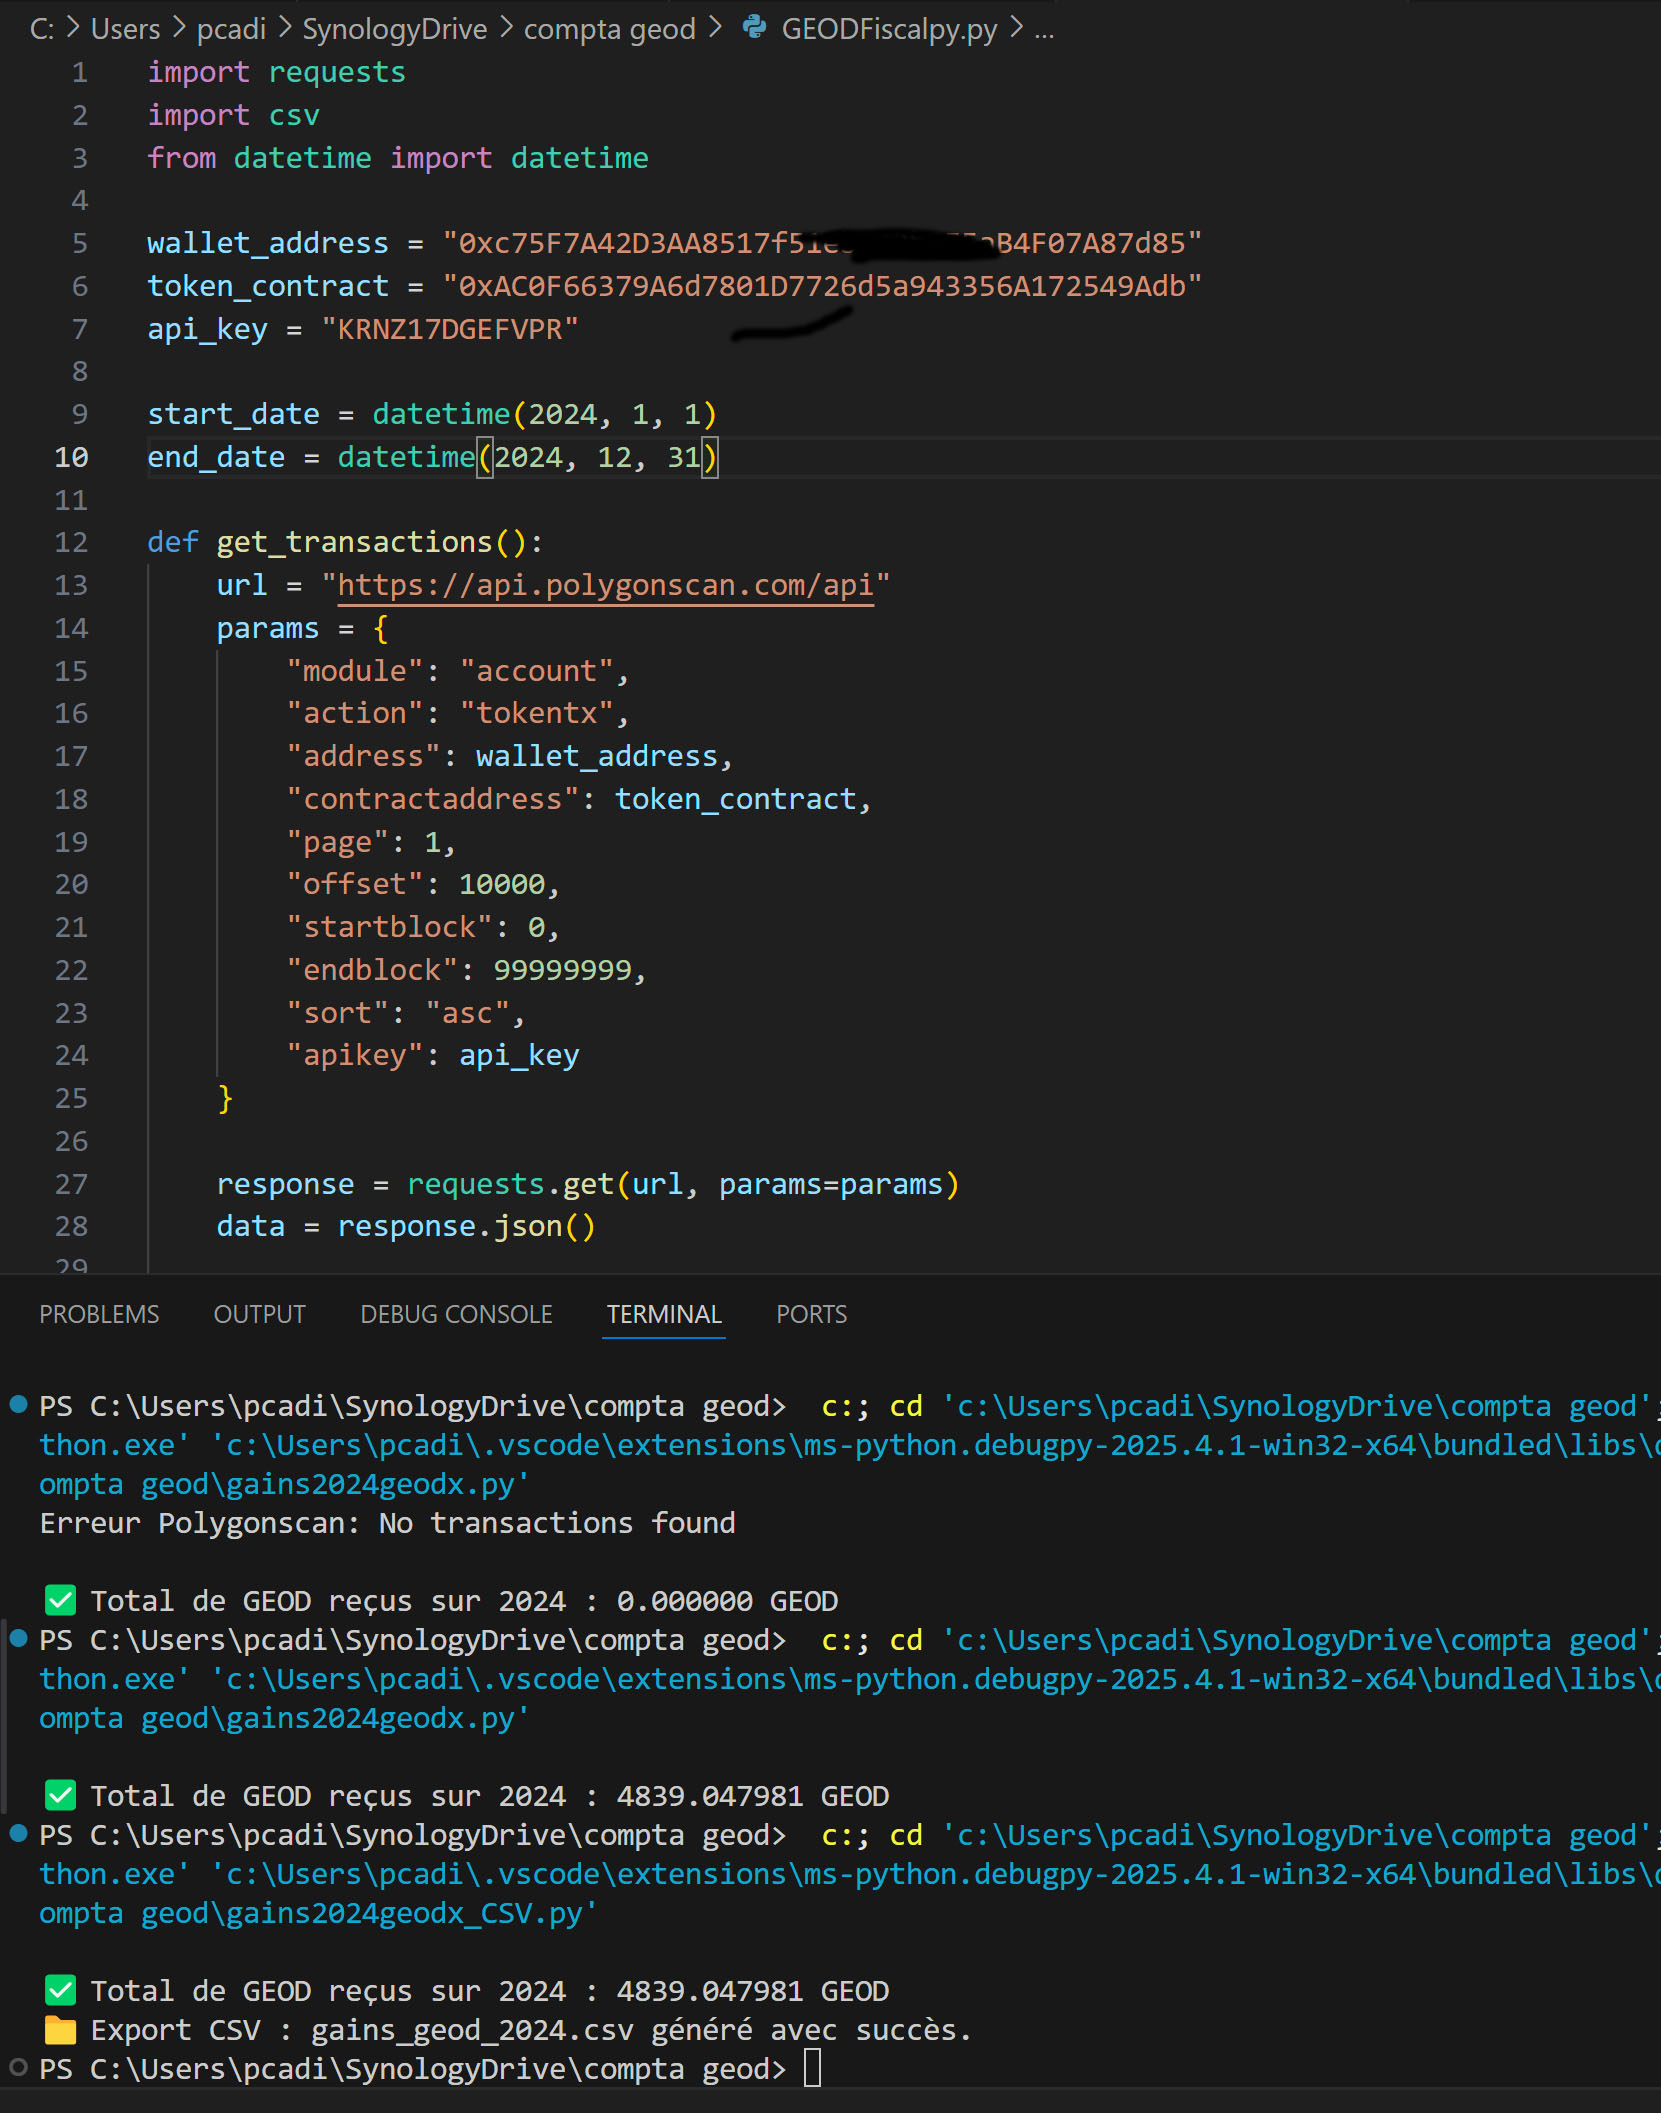 C: > Users > pcadi > SynologyDrive > compta geod > GEODFiscalpy.py > ...
1 import requests
2 import csv
3 from datetime import datetime
4
5 wallet_address = "0xc75F7A42D3AA8517f51e B4F07A87d85"
6 token_contract = "0xAC0F66379A6d7801D7726d5a943356A172549Adb"
7 api_key = "KRNZ17DGEFVPR"
8
9 start_date = datetime(2024, 1, 1)
10 end_date = datetime(2024, 12, 31)
11
12 def get_transactions():
13 url = "https://api.polygonscan.com/api"
14 params = {
15 "module": "account",
16 "action": "tokentx",
17 "address": wallet_address,
18 "contractaddress": token_contract,
19 "page": 1,
20 "offset": 10000,
21 "startblock": 0,
22 "endblock": 99999999,
23 "sort": "asc",
24 "apikey": api_key
25 }
26
27 response = requests.get(url, params=params)
28 data = response.json()
29
PROBLEMS OUTPUT DEBUG CONSOLE TERMINAL PORTS
PS C:\Users\pcadi\SynologyDrive\compta geod> c:; cd 'c:\Users\pcadi\SynologyDrive\compta geod';
thon.exe' 'c:\Users\pcadi\.vscode\extensions\ms-python.debugpy-2025.4.1-win32-x64\bundled\libs\
ompta geod\gains2024geodx.py'
Erreur Polygonscan: No transactions found
✅ Total de GEOD reçus sur 2024 : 0.000000 GEOD
PS C:\Users\pcadi\SynologyDrive\compta geod> c:; cd 'c:\Users\pcadi\SynologyDrive\compta geod';
thon.exe' 'c:\Users\pcadi\.vscode\extensions\ms-python.debugpy-2025.4.1-win32-x64\bundled\libs\
ompta geod\gains2024geodx.py'
✅ Total de GEOD reçus sur 2024 : 4839.047981 GEOD
PS C:\Users\pcadi\SynologyDrive\compta geod> c:; cd 'c:\Users\pcadi\SynologyDrive\compta geod';
thon.exe' 'c:\Users\pcadi\.vscode\extensions\ms-python.debugpy-2025.4.1-win32-x64\bundled\libs\
ompta geod\gains2024geodx_CSV.py'
✅ Total de GEOD reçus sur 2024 : 4839.047981 GEOD
📁 Export CSV : gains_geod_2024.csv généré avec succès.
PS C:\Users\pcadi\SynologyDrive\compta geod>